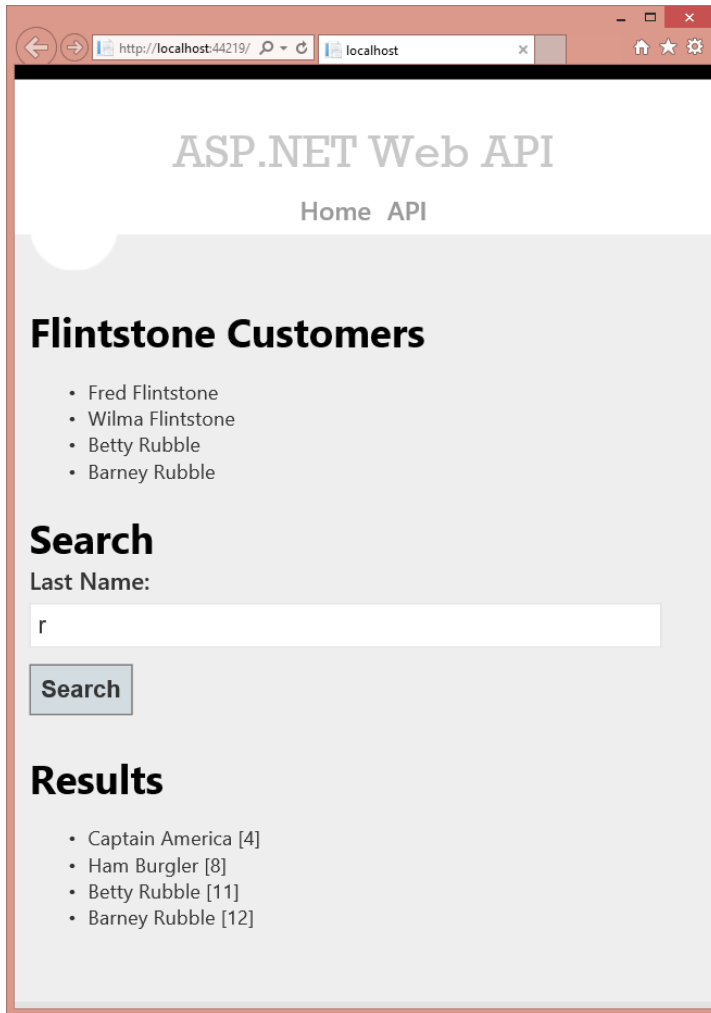 http://localhost:44219/
localhost
ASP.NET Web API
Home API
Flintstone Customers
• Fred Flintstone
• Wilma Flintstone
• Betty Rubble
• Barney Rubble
Search
Last Name:
r
Search
Results
• Captain America [4]
• Ham Burgler [8]
• Betty Rubble [11]
• Barney Rubble [12]